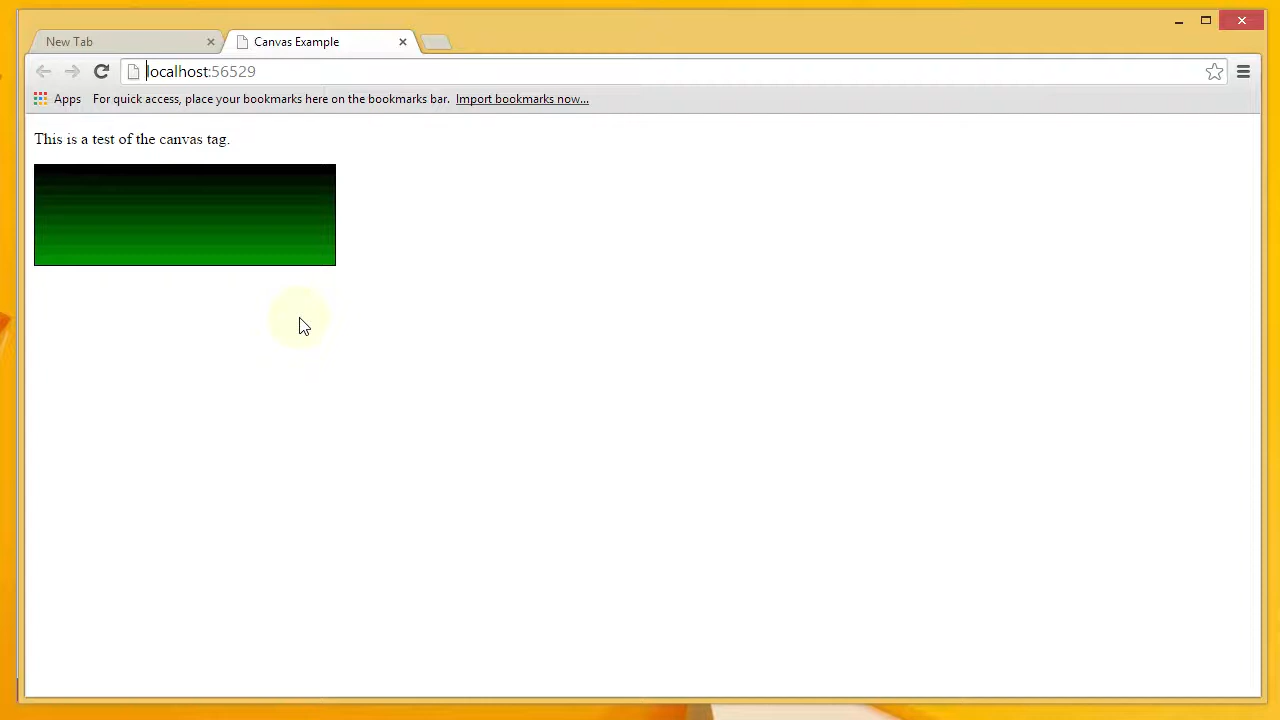 New Tab
Canvas Example
localhost:56529
Apps For quick access, place your bookmarks here on the bookmarks bar. Import bookmarks now...
This is a test of the canvas tag.